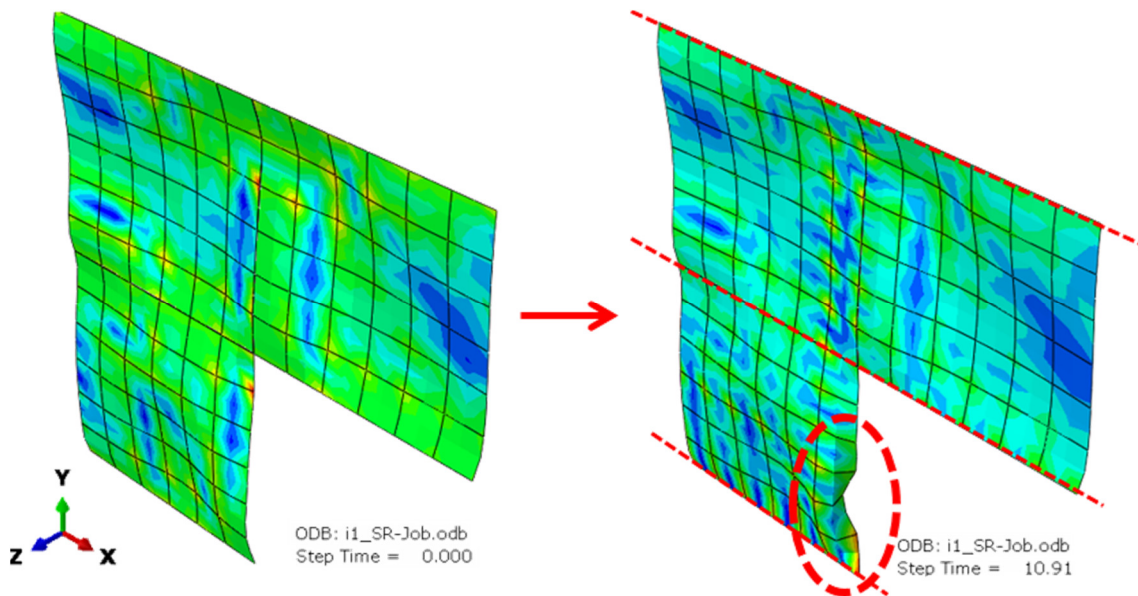 Y
Z
X
ODB: i1_SR-Job.odb
Step Time = 0.000
ODB: i1_SR-Job.odb
Step Time = 10.91